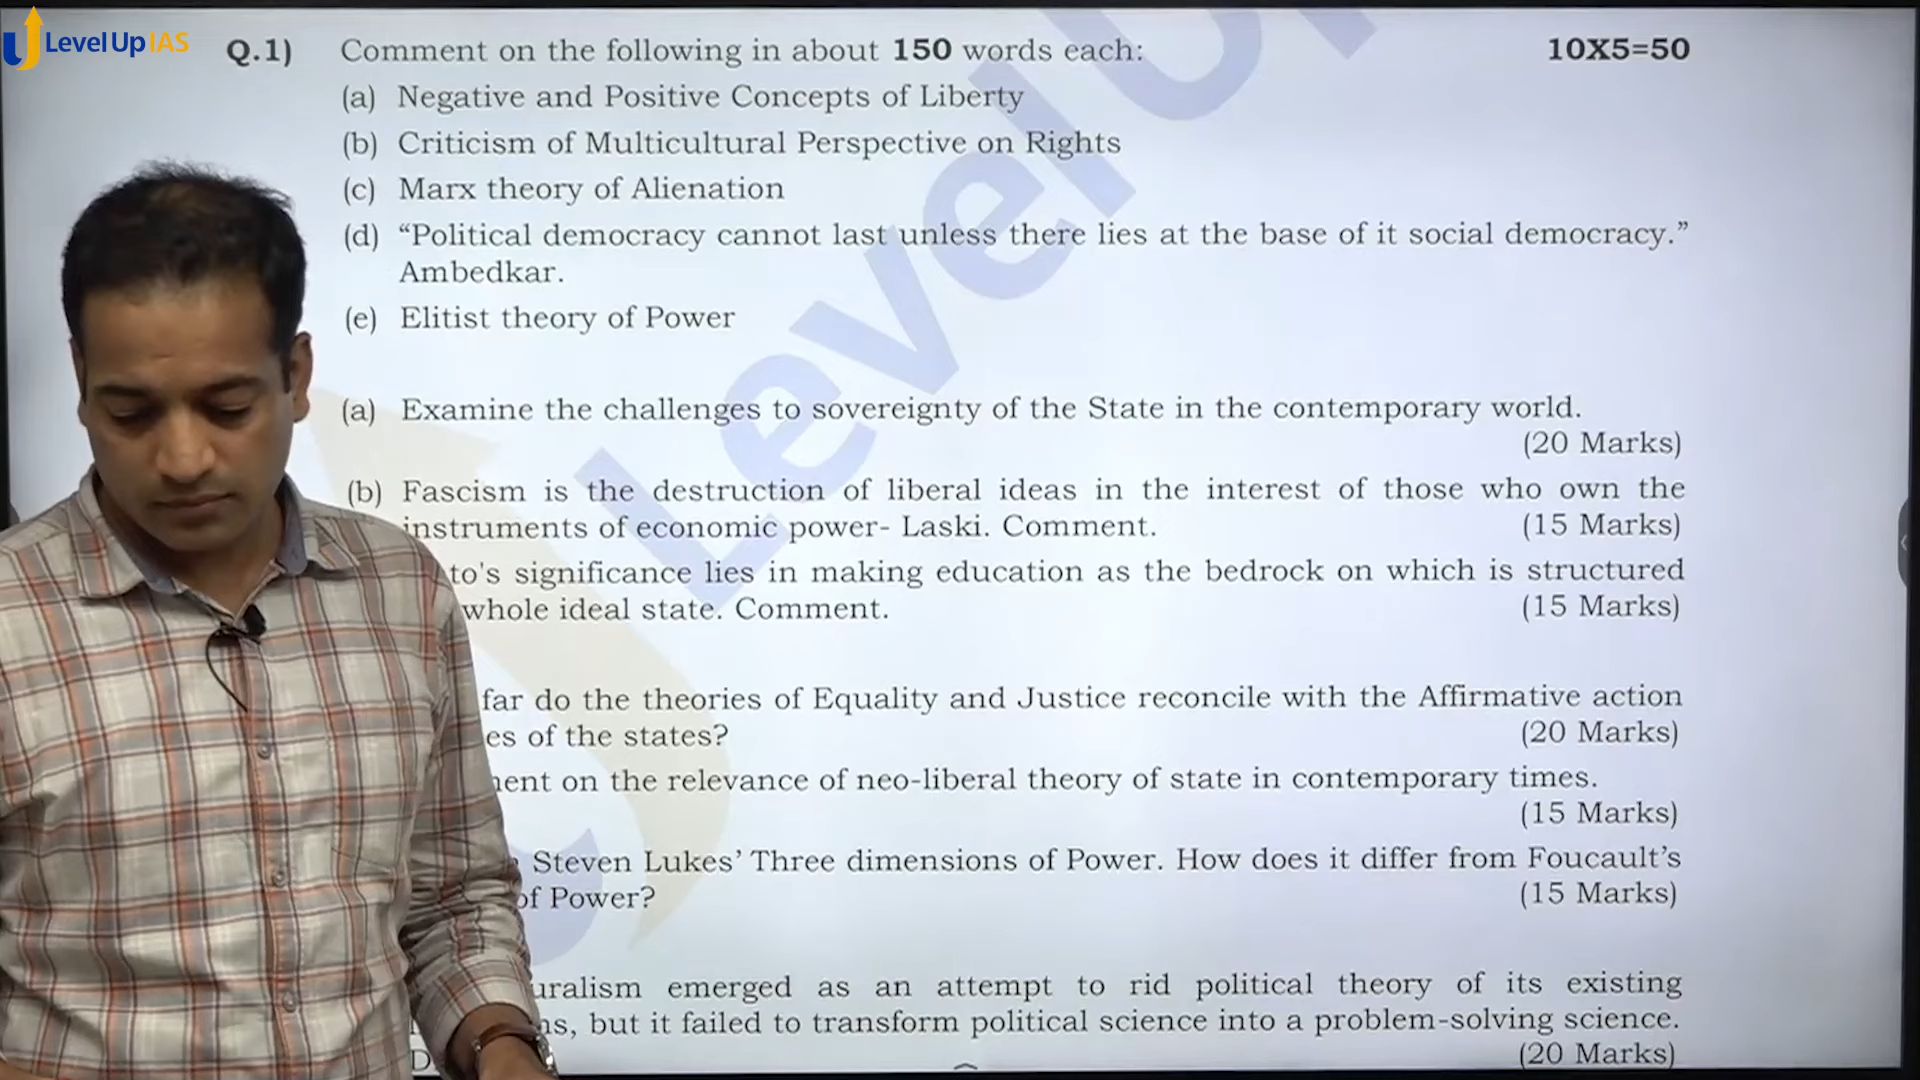 Level Up IAS
Q.1) Comment on the following in about 150 words each: 10X5=50
(a) Negative and Positive Concepts of Liberty
(b) Criticism of Multicultural Perspective on Rights
(c) Marx theory of Alienation
(d) “Political democracy cannot last unless there lies at the base of it social democracy.”
Ambedkar.
(e) Elitist theory of Power
(a) Examine the challenges to sovereignty of the State in the contemporary world.
(20 Marks)
(b) Fascism is the destruction of liberal ideas in the interest of those who own the
instruments of economic power- Laski. Comment. (15 Marks)
to's significance lies in making education as the bedrock on which is structured
whole ideal state. Comment. (15 Marks)
far do the theories of Equality and Justice reconcile with the Affirmative action
es of the states? (20 Marks)
ent on the relevance of neo-liberal theory of state in contemporary times.
(15 Marks)
Steven Lukes’ Three dimensions of Power. How does it differ from Foucault’s
of Power? (15 Marks)
uralism emerged as an attempt to rid political theory of its existing
ns, but it failed to transform political science into a problem-solving science.
D (20 Marks)